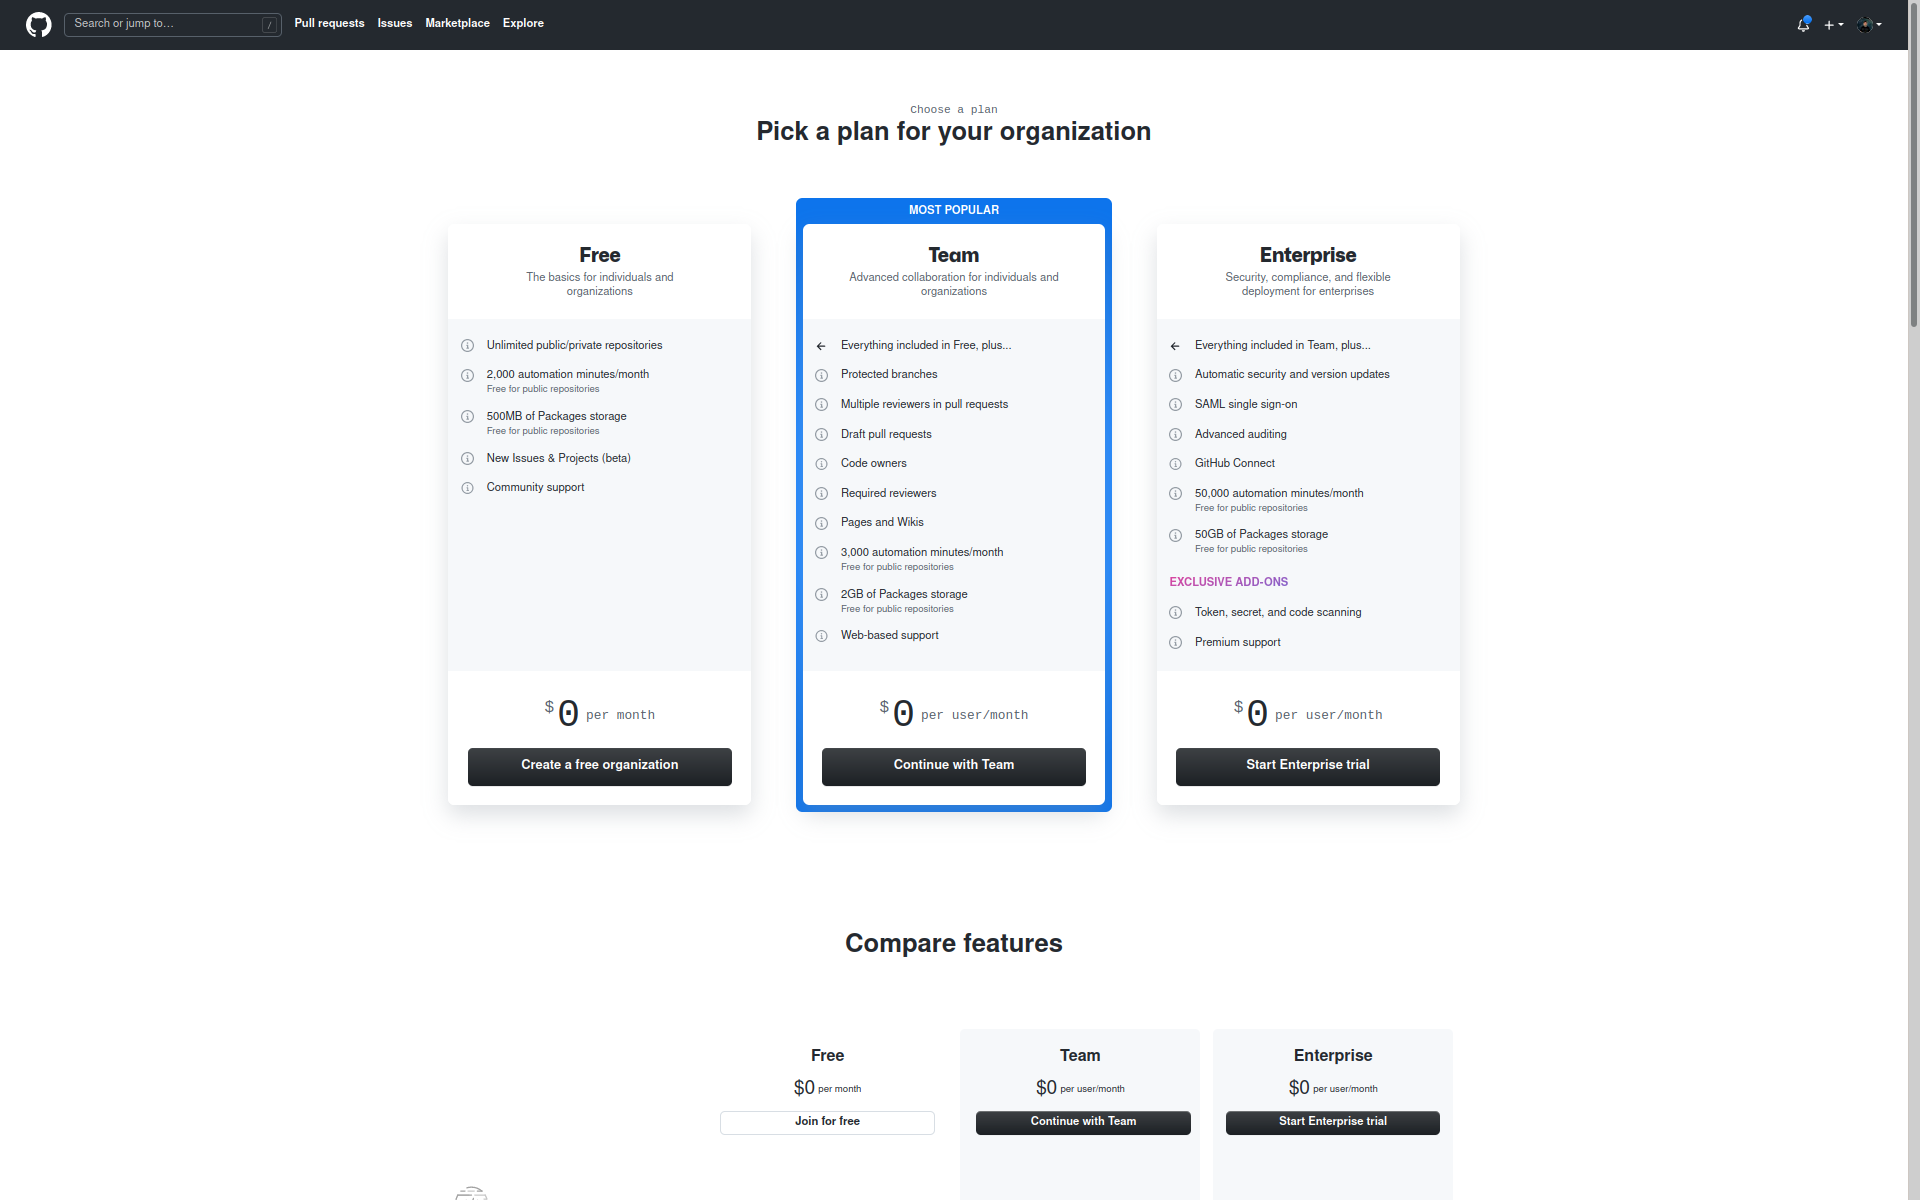 Search or jump to…
/
Pull requests
Issues
Marketplace
Explore
Choose a plan
Pick a plan for your organization
Free
The basics for individuals and
organizations
Unlimited public/private repositories
2,000 automation minutes/month
Free for public repositories
500MB of Packages storage
Free for public repositories
New Issues & Projects (beta)
Community support
$0 per month
Create a free organization
MOST POPULAR
Team
Advanced collaboration for individuals and
organizations
Everything included in Free, plus...
Protected branches
Multiple reviewers in pull requests
Draft pull requests
Code owners
Required reviewers
Pages and Wikis
3,000 automation minutes/month
Free for public repositories
2GB of Packages storage
Free for public repositories
Web-based support
$0 per user/month
Continue with Team
Enterprise
Security, compliance, and flexible
deployment for enterprises
Everything included in Team, plus...
Automatic security and version updates
SAML single sign-on
Advanced auditing
GitHub Connect
50,000 automation minutes/month
Free for public repositories
50GB of Packages storage
Free for public repositories
EXCLUSIVE ADD-ONS
Token, secret, and code scanning
Premium support
$0 per user/month
Start Enterprise trial
Compare features
Free
$0 per month
Join for free
Team
$0 per user/month
Continue with Team
Enterprise
$0 per user/month
Start Enterprise trial